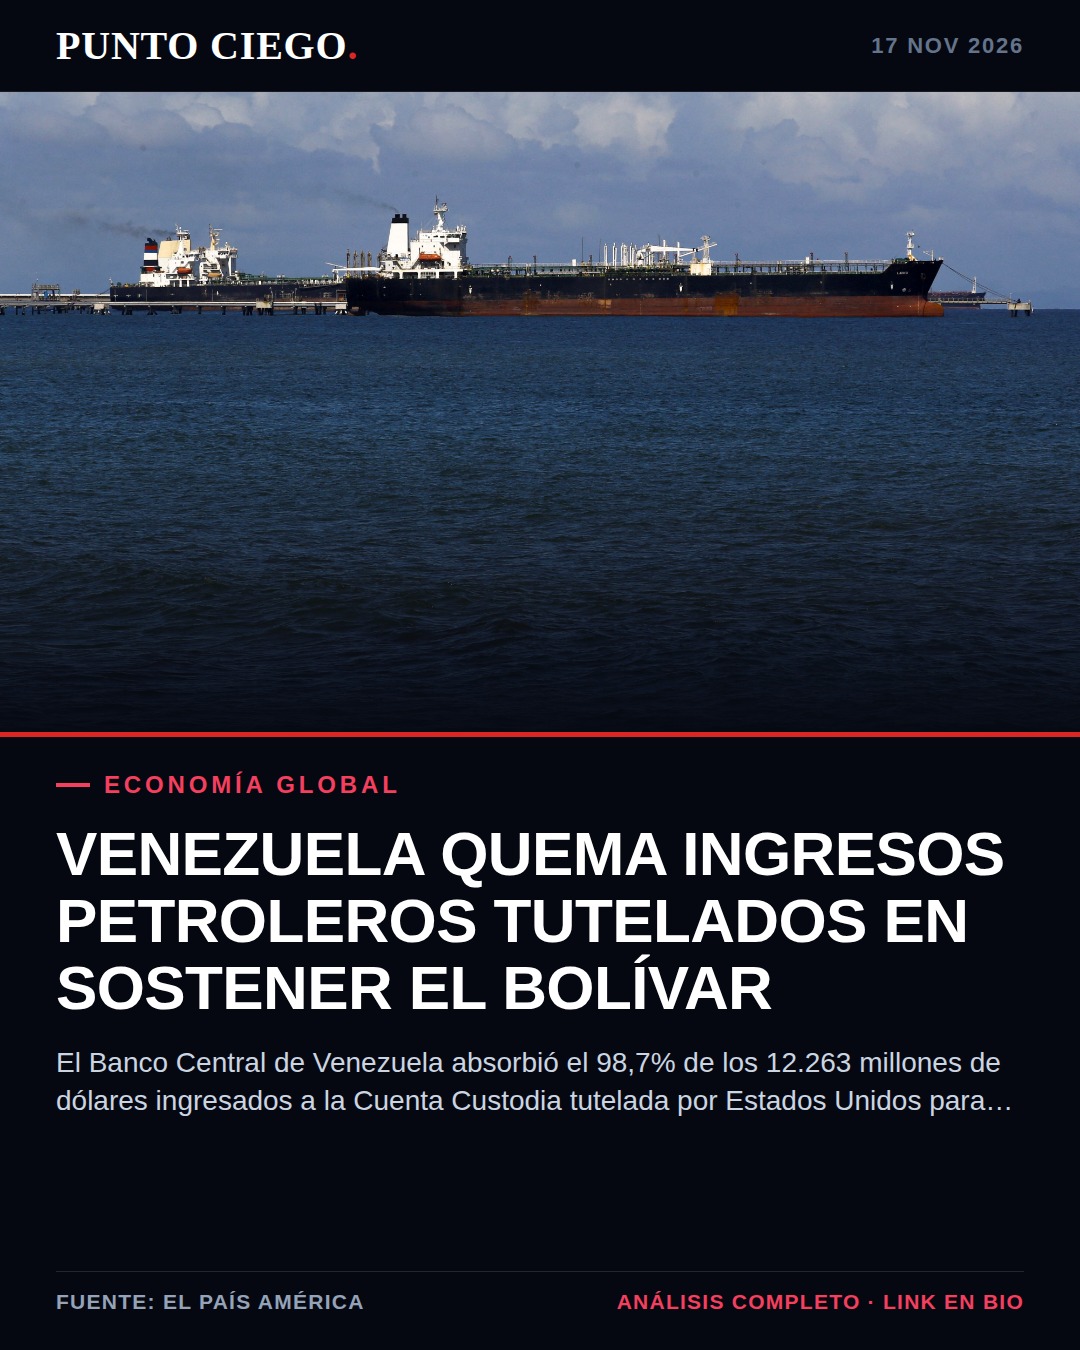 PUNTO CIEGO.
17 NOV 2026
ECONOMÍA GLOBAL
VENEZUELA QUEMA INGRESOS
PETROLEROS TUTELADOS EN
SOSTENER EL BOLÍVAR
El Banco Central de Venezuela absorbió el 98,7% de los 12.263 millones de
dólares ingresados a la Cuenta Custodia tutelada por Estados Unidos para…
FUENTE: EL PAÍS AMÉRICA
ANÁLISIS COMPLETO · LINK EN BIO